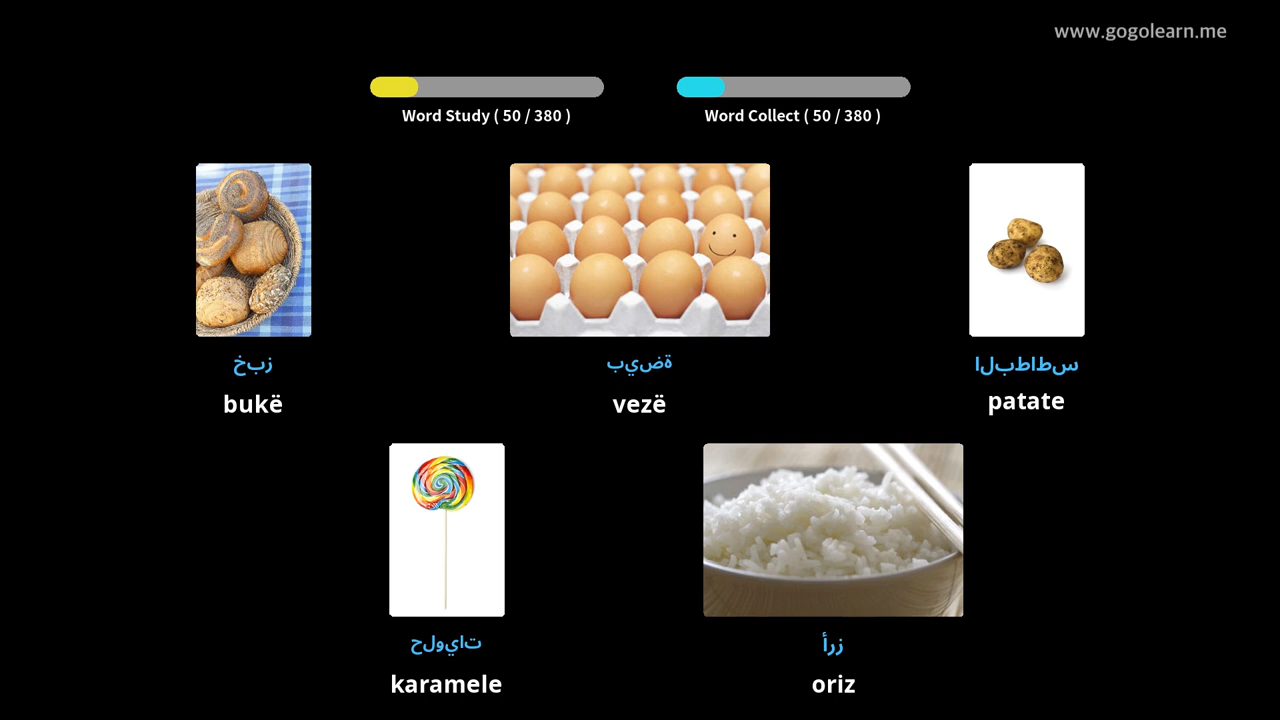 www.gogolearn.me
Word Study ( 50 / 380 )
Word Collect ( 50 / 380 )
خبز
bukë
بيضة
vezë
البطاطس
patate
حلويات
karamele
أرز
oriz